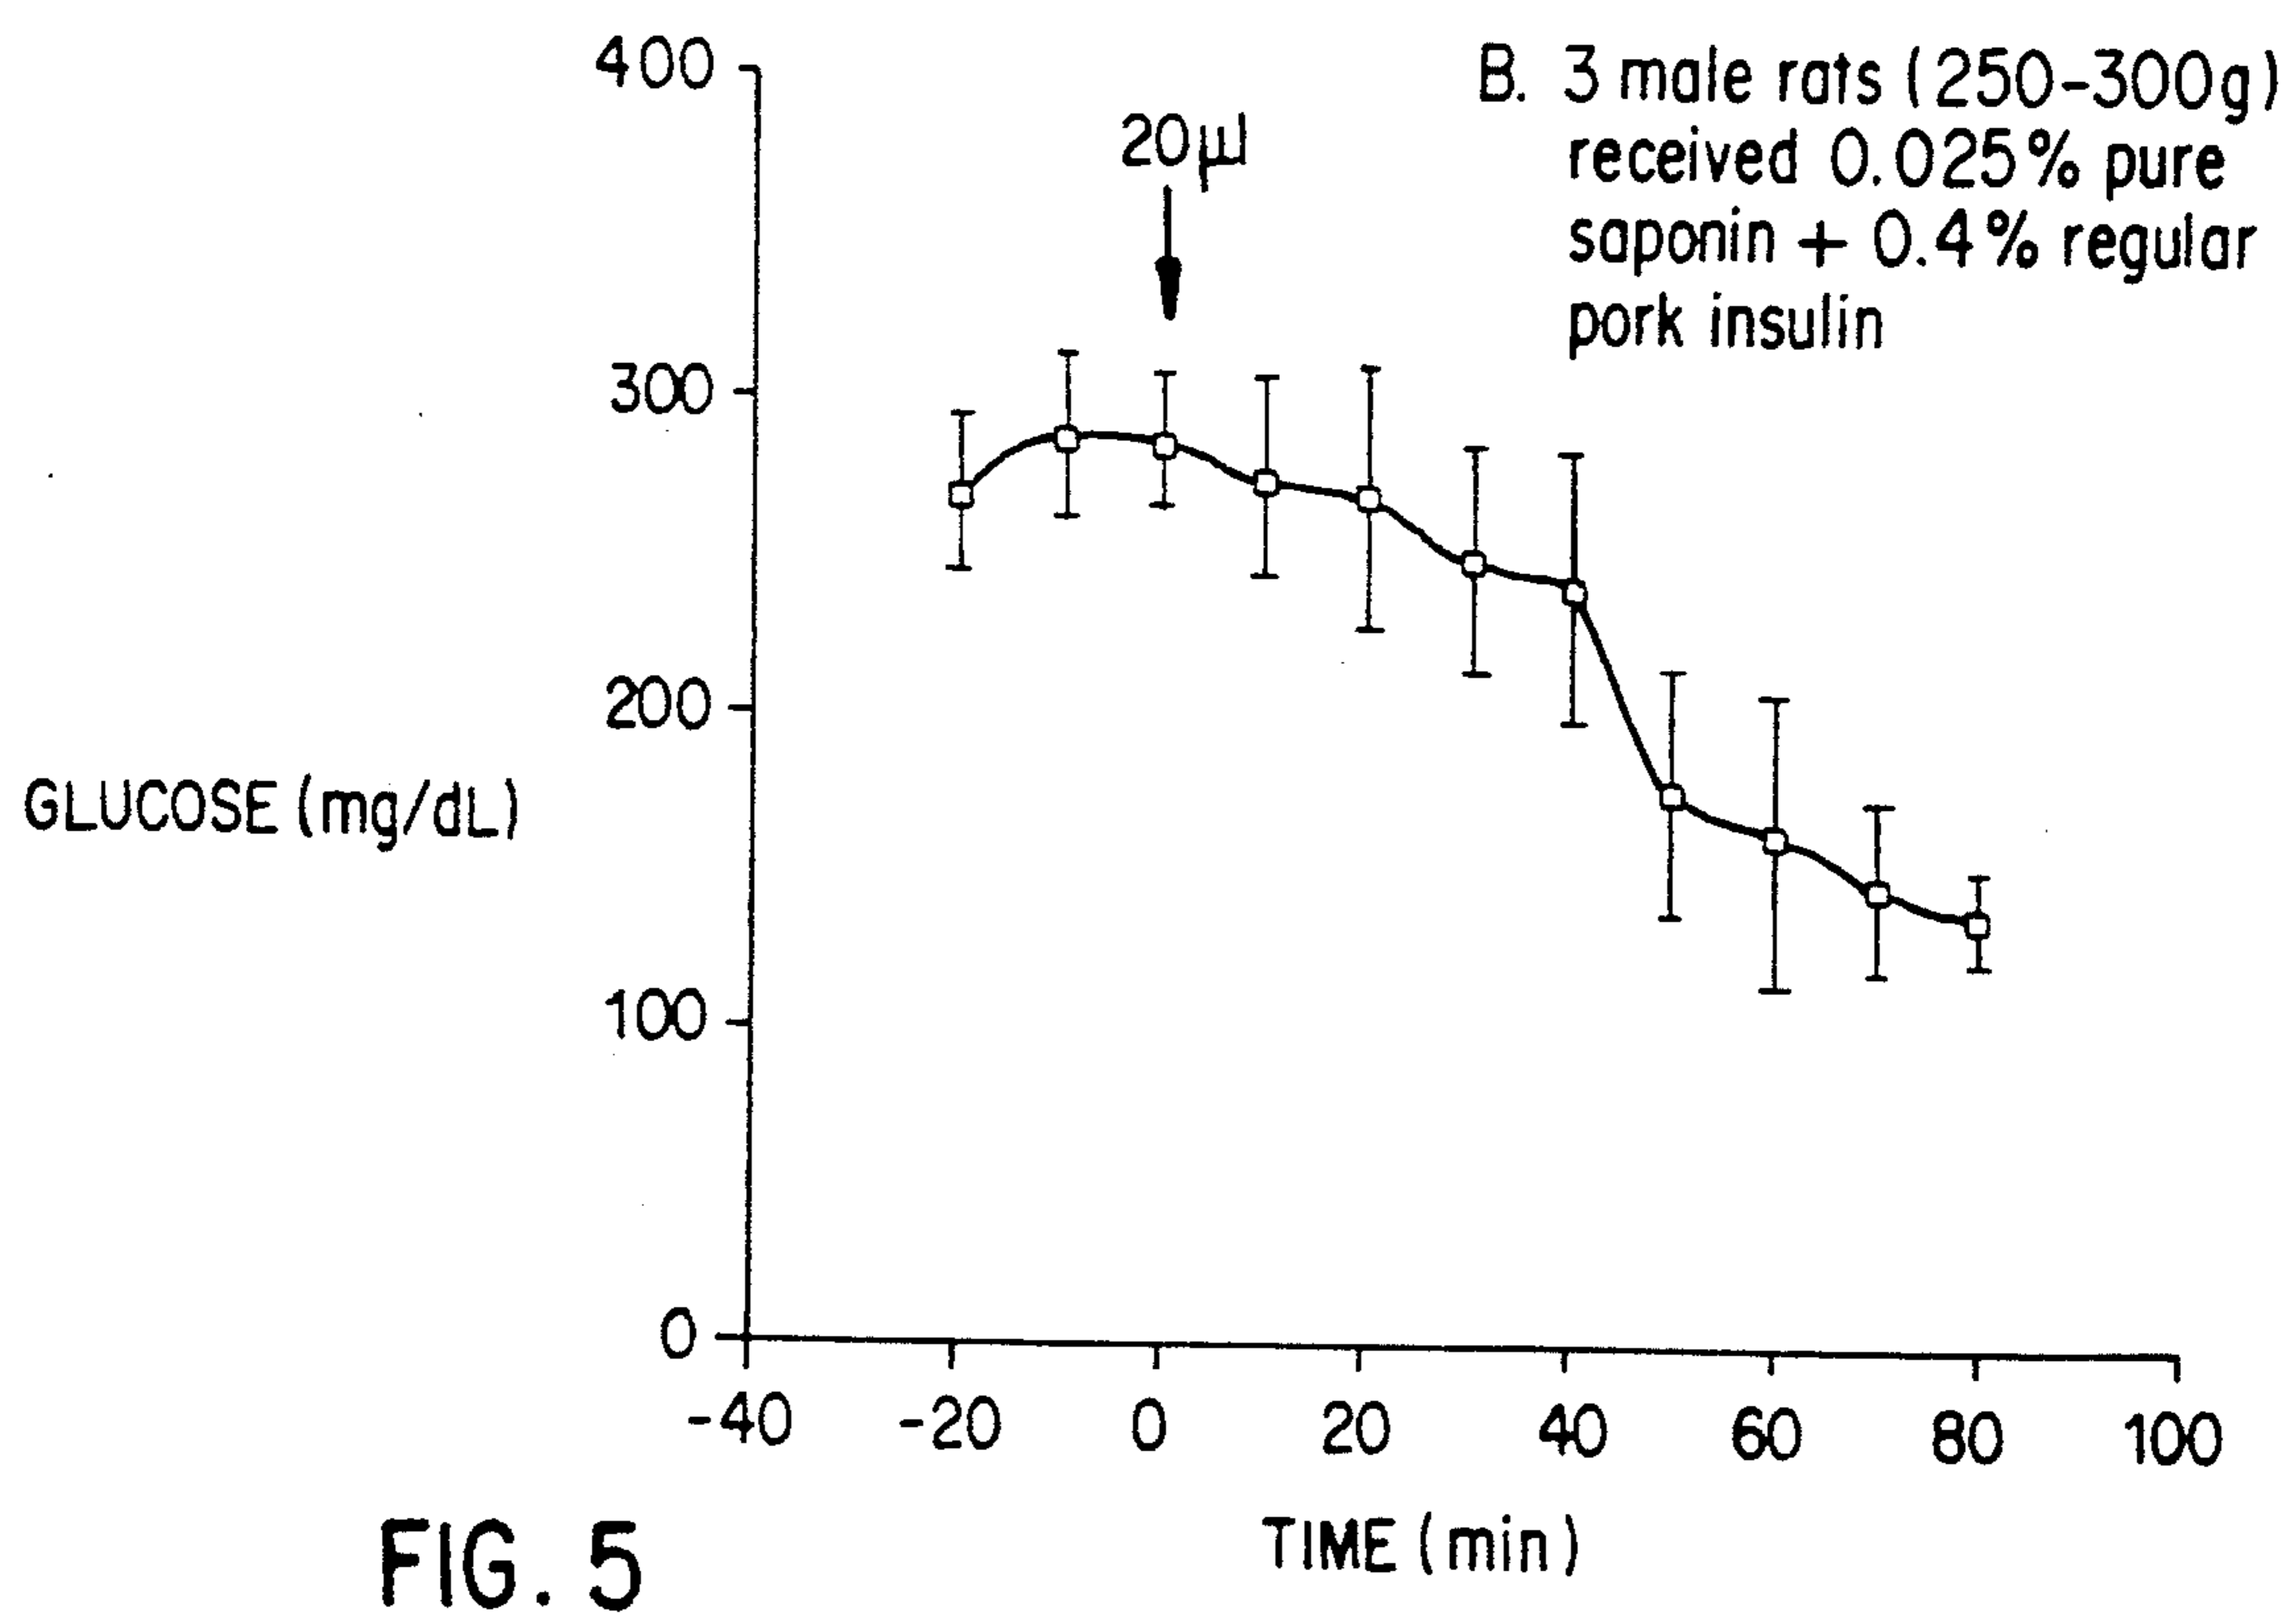 400
300
200
100
0
GLUCOSE (mg/dL)
20µl
B. 3 male rats (250-300g)
received 0.025% pure
saponin + 0.4% regular
pork insulin
-40 -20 0 20 40 60 80 100
TIME (min)
FIG. 5